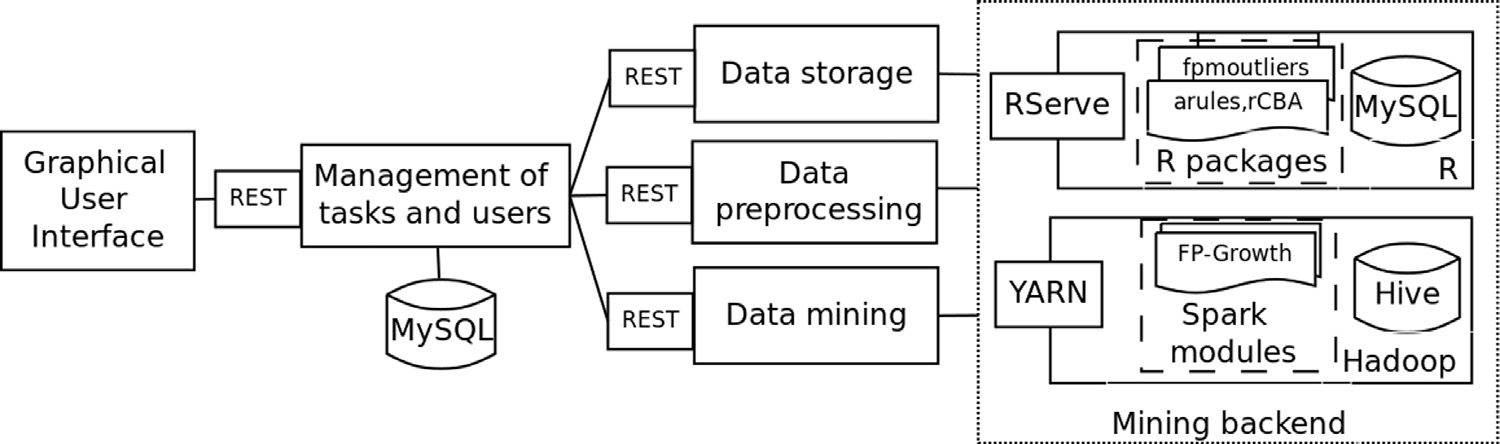 Graphical
User
Interface
REST
Management of
tasks and users
MySQL
REST
Data storage
REST
Data
preprocessing
REST
Data mining
RServe
fpmoutliers
arules,rCBA
R packages
MySQL
R
YARN
FP-Growth
Spark
modules
Hive
Hadoop
Mining backend